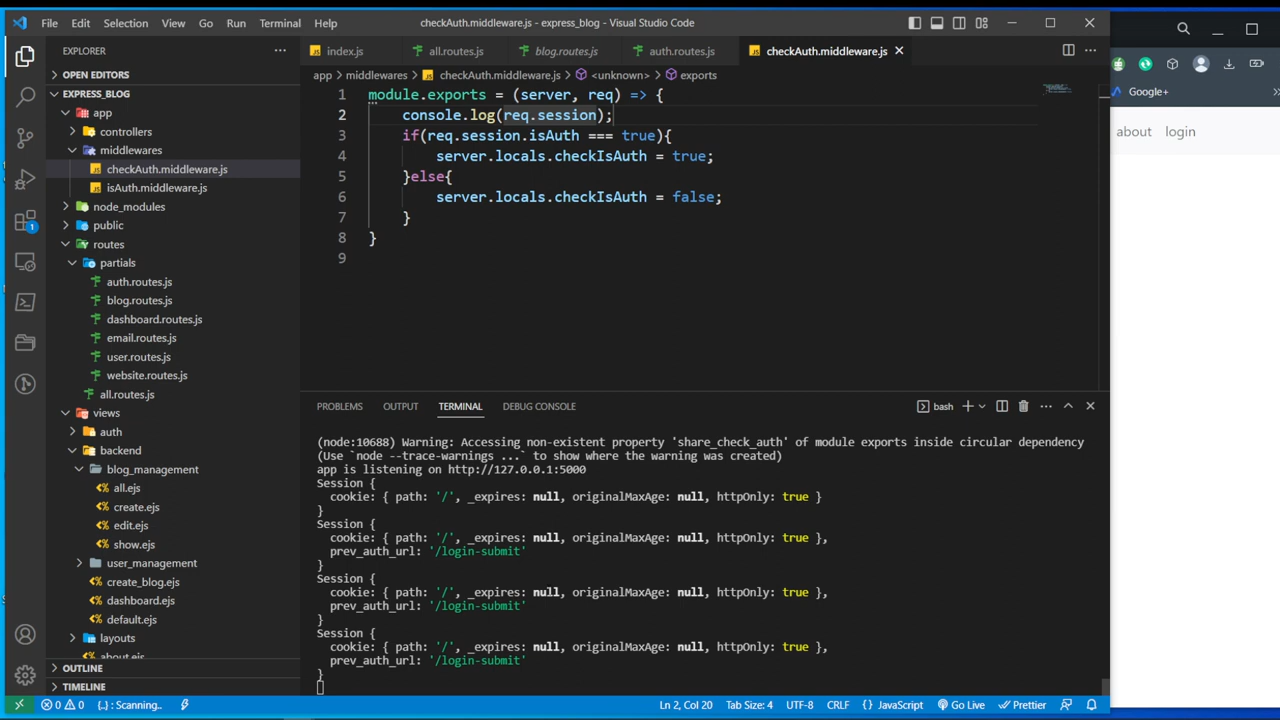 File Edit Selection View Go Run Terminal Help checkAuth.middleware.js - express_blog - Visual Studio Code
EXPLORER
index.js all.routes.js blog.routes.js auth.routes.js checkAuth.middleware.js
OPEN EDITORS
app > middlewares > checkAuth.middleware.js > <unknown> > exports
EXPRESS_BLOG
app
controllers
middlewares
checkAuth.middleware.js
isAuth.middleware.js
node_modules
public
routes
partials
auth.routes.js
blog.routes.js
dashboard.routes.js
email.routes.js
user.routes.js
website.routes.js
all.routes.js
views
auth
backend
blog_management
all.ejs
create.ejs
edit.ejs
show.ejs
user_management
create_blog.ejs
dashboard.ejs
default.ejs
layouts
about.ejs
OUTLINE
TIMELINE
1
1 module.exports = (server, req) => {
2 console.log(req.session);
3 if(req.session.isAuth === true){
4 server.locals.checkIsAuth = true;
5 }else{
6 server.locals.checkIsAuth = false;
7 }
8 }
9
PROBLEMS OUTPUT TERMINAL DEBUG CONSOLE bash
(node:10688) Warning: Accessing non-existent property 'share_check_auth' of module exports inside circular dependency
(Use `node --trace-warnings ...` to show where the warning was created)
app is listening on http://127.0.0.1:5000
Session {
cookie: { path: '/', _expires: null, originalMaxAge: null, httpOnly: true }
}
Session {
cookie: { path: '/', _expires: null, originalMaxAge: null, httpOnly: true },
prev_auth_url: '/login-submit'
}
Session {
cookie: { path: '/', _expires: null, originalMaxAge: null, httpOnly: true },
prev_auth_url: '/login-submit'
}
Session {
cookie: { path: '/', _expires: null, originalMaxAge: null, httpOnly: true },
prev_auth_url: '/login-submit'
}
0 0 {..} : Scanning.. Ln 2, Col 20 Tab Size: 4 UTF-8 CRLF { } JavaScript Go Live Prettier
Google+
about login